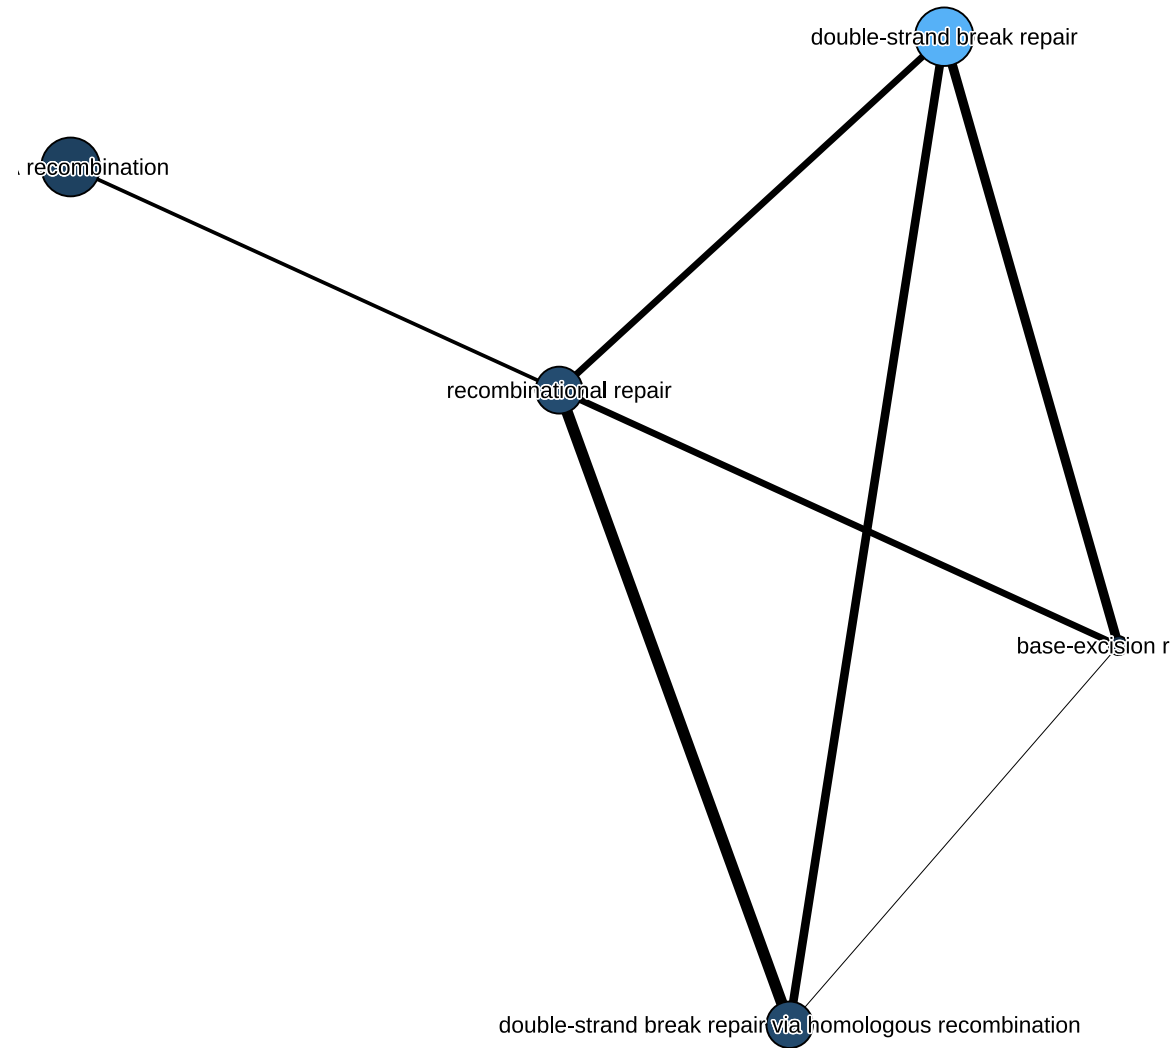 double-strand break repair
recombination
recombinational repair
base-excision r
double-strand break repair via homologous recombination